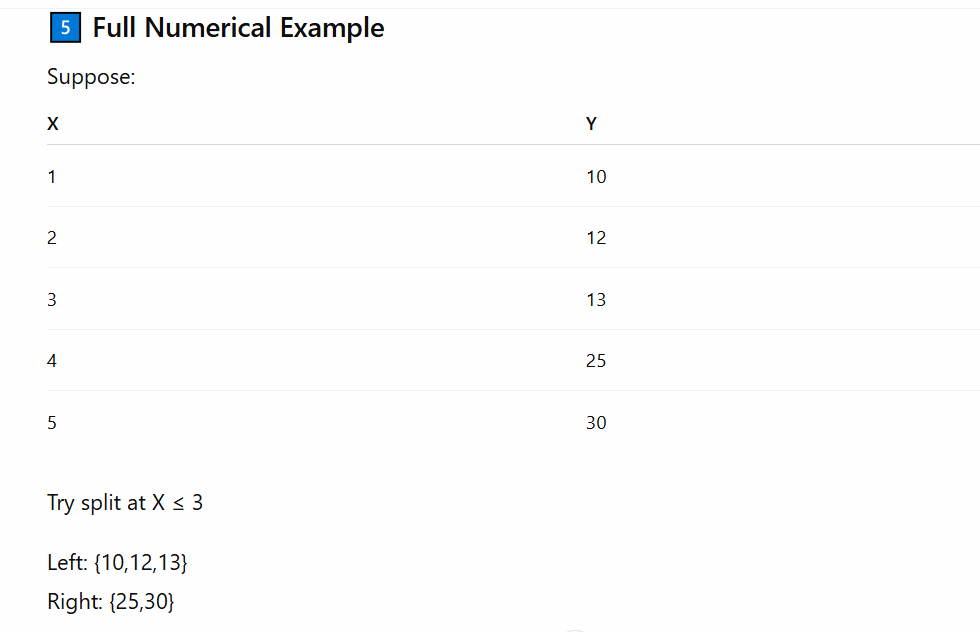 5 Full Numerical Example
Suppose:
X Y
1 10
2 12
3 13
4 25
5 30
Try split at X ≤ 3
Left: {10,12,13}
Right: {25,30}